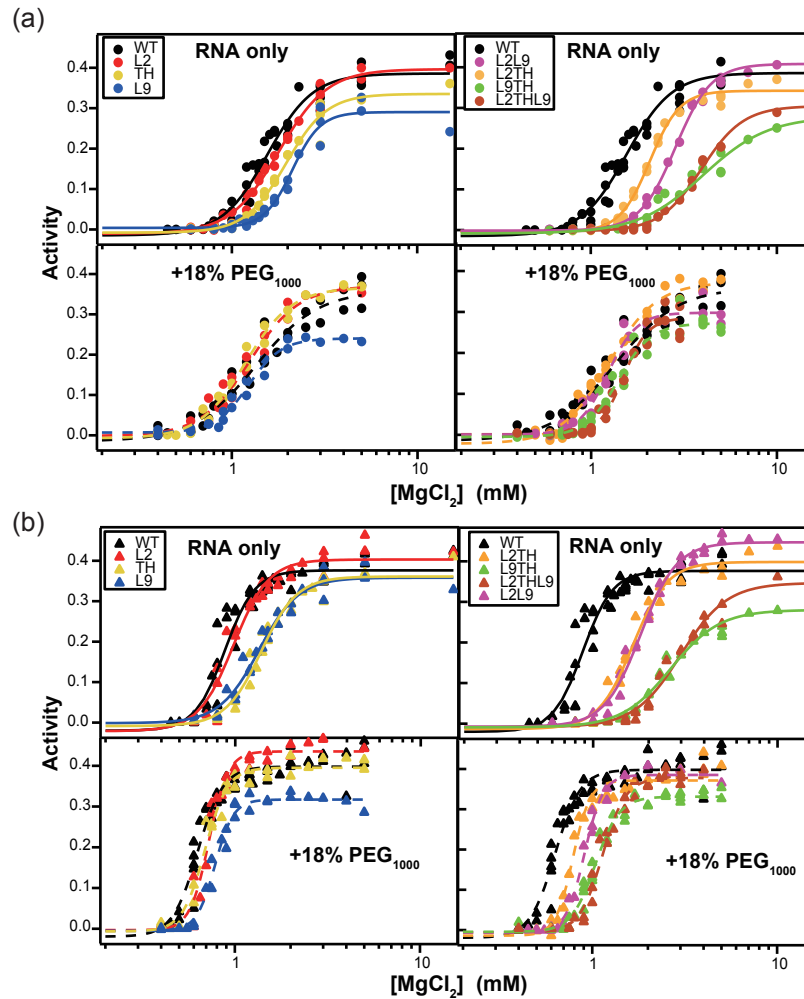 (a)
WT
L2
TH
L9
RNA only
WT
L2L9
L2TH
L9TH
L2THL9
RNA only
0.4
0.3
0.2
0.1
0.0
Activity
+18% PEG1000
+18% PEG1000
0.4
0.3
0.2
0.1
0.0
1
10
1
10
[MgCl2] (mM)
(b)
WT
L2
TH
L9
RNA only
WT
L2TH
L9TH
L2THL9
L2L9
RNA only
0.4
0.3
0.2
0.1
0.0
Activity
0.4
0.3
0.2
0.1
0.0
+18% PEG1000
+18% PEG1000
1
10
1
10
[MgCl2] (mM)